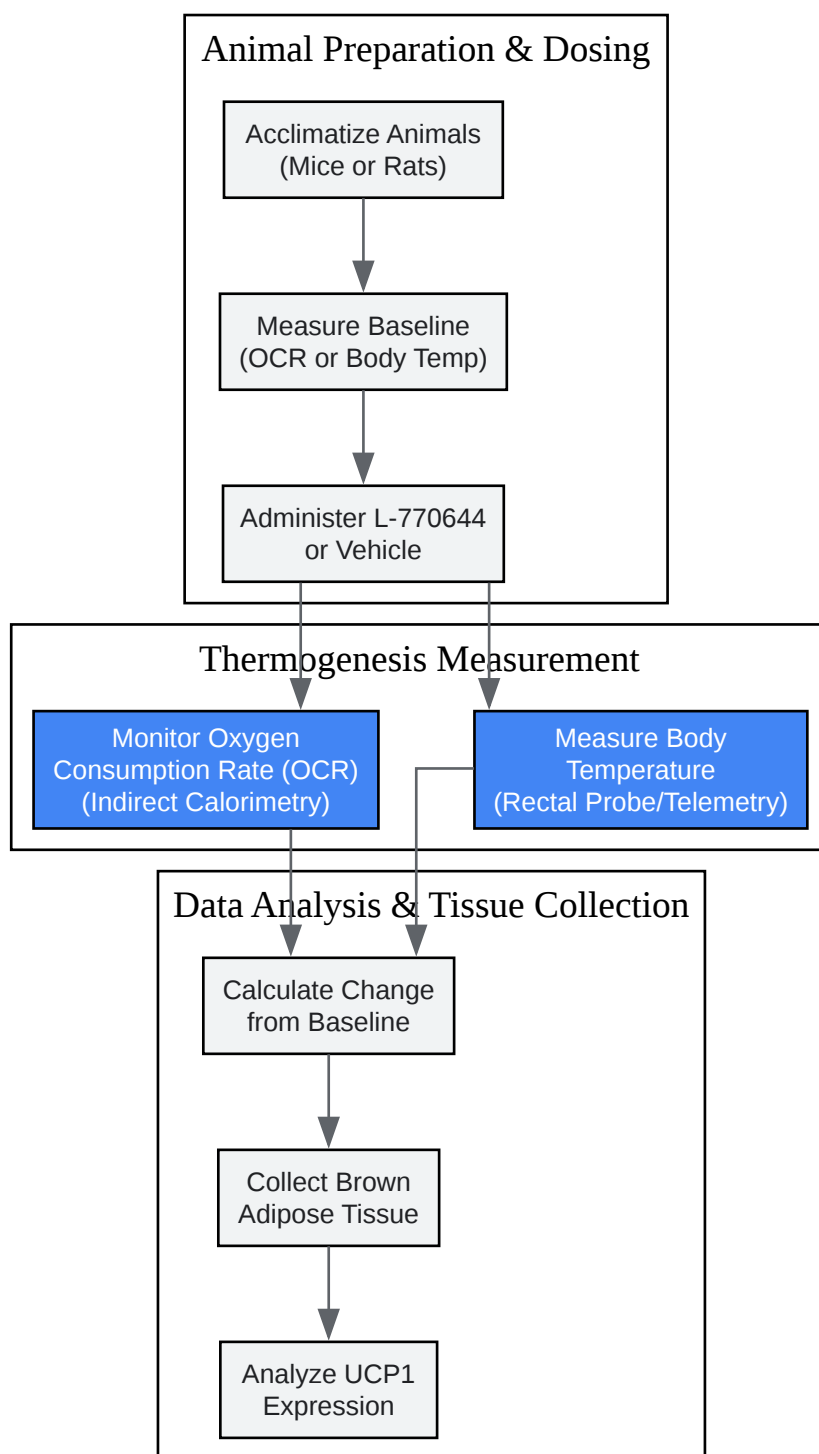 Animal Preparation & Dosing
Acclimatize Animals
(Mice or Rats)
Measure Baseline
(OCR or Body Temp)
Administer L-770644
or Vehicle
Thermogenesis Measurement
Monitor Oxygen
Consumption Rate (OCR)
(Indirect Calorimetry)
Measure Body
Temperature
(Rectal Probe/Telemetry)
Data Analysis & Tissue Collection
Calculate Change
from Baseline
Collect Brown
Adipose Tissue
Analyze UCP1
Expression